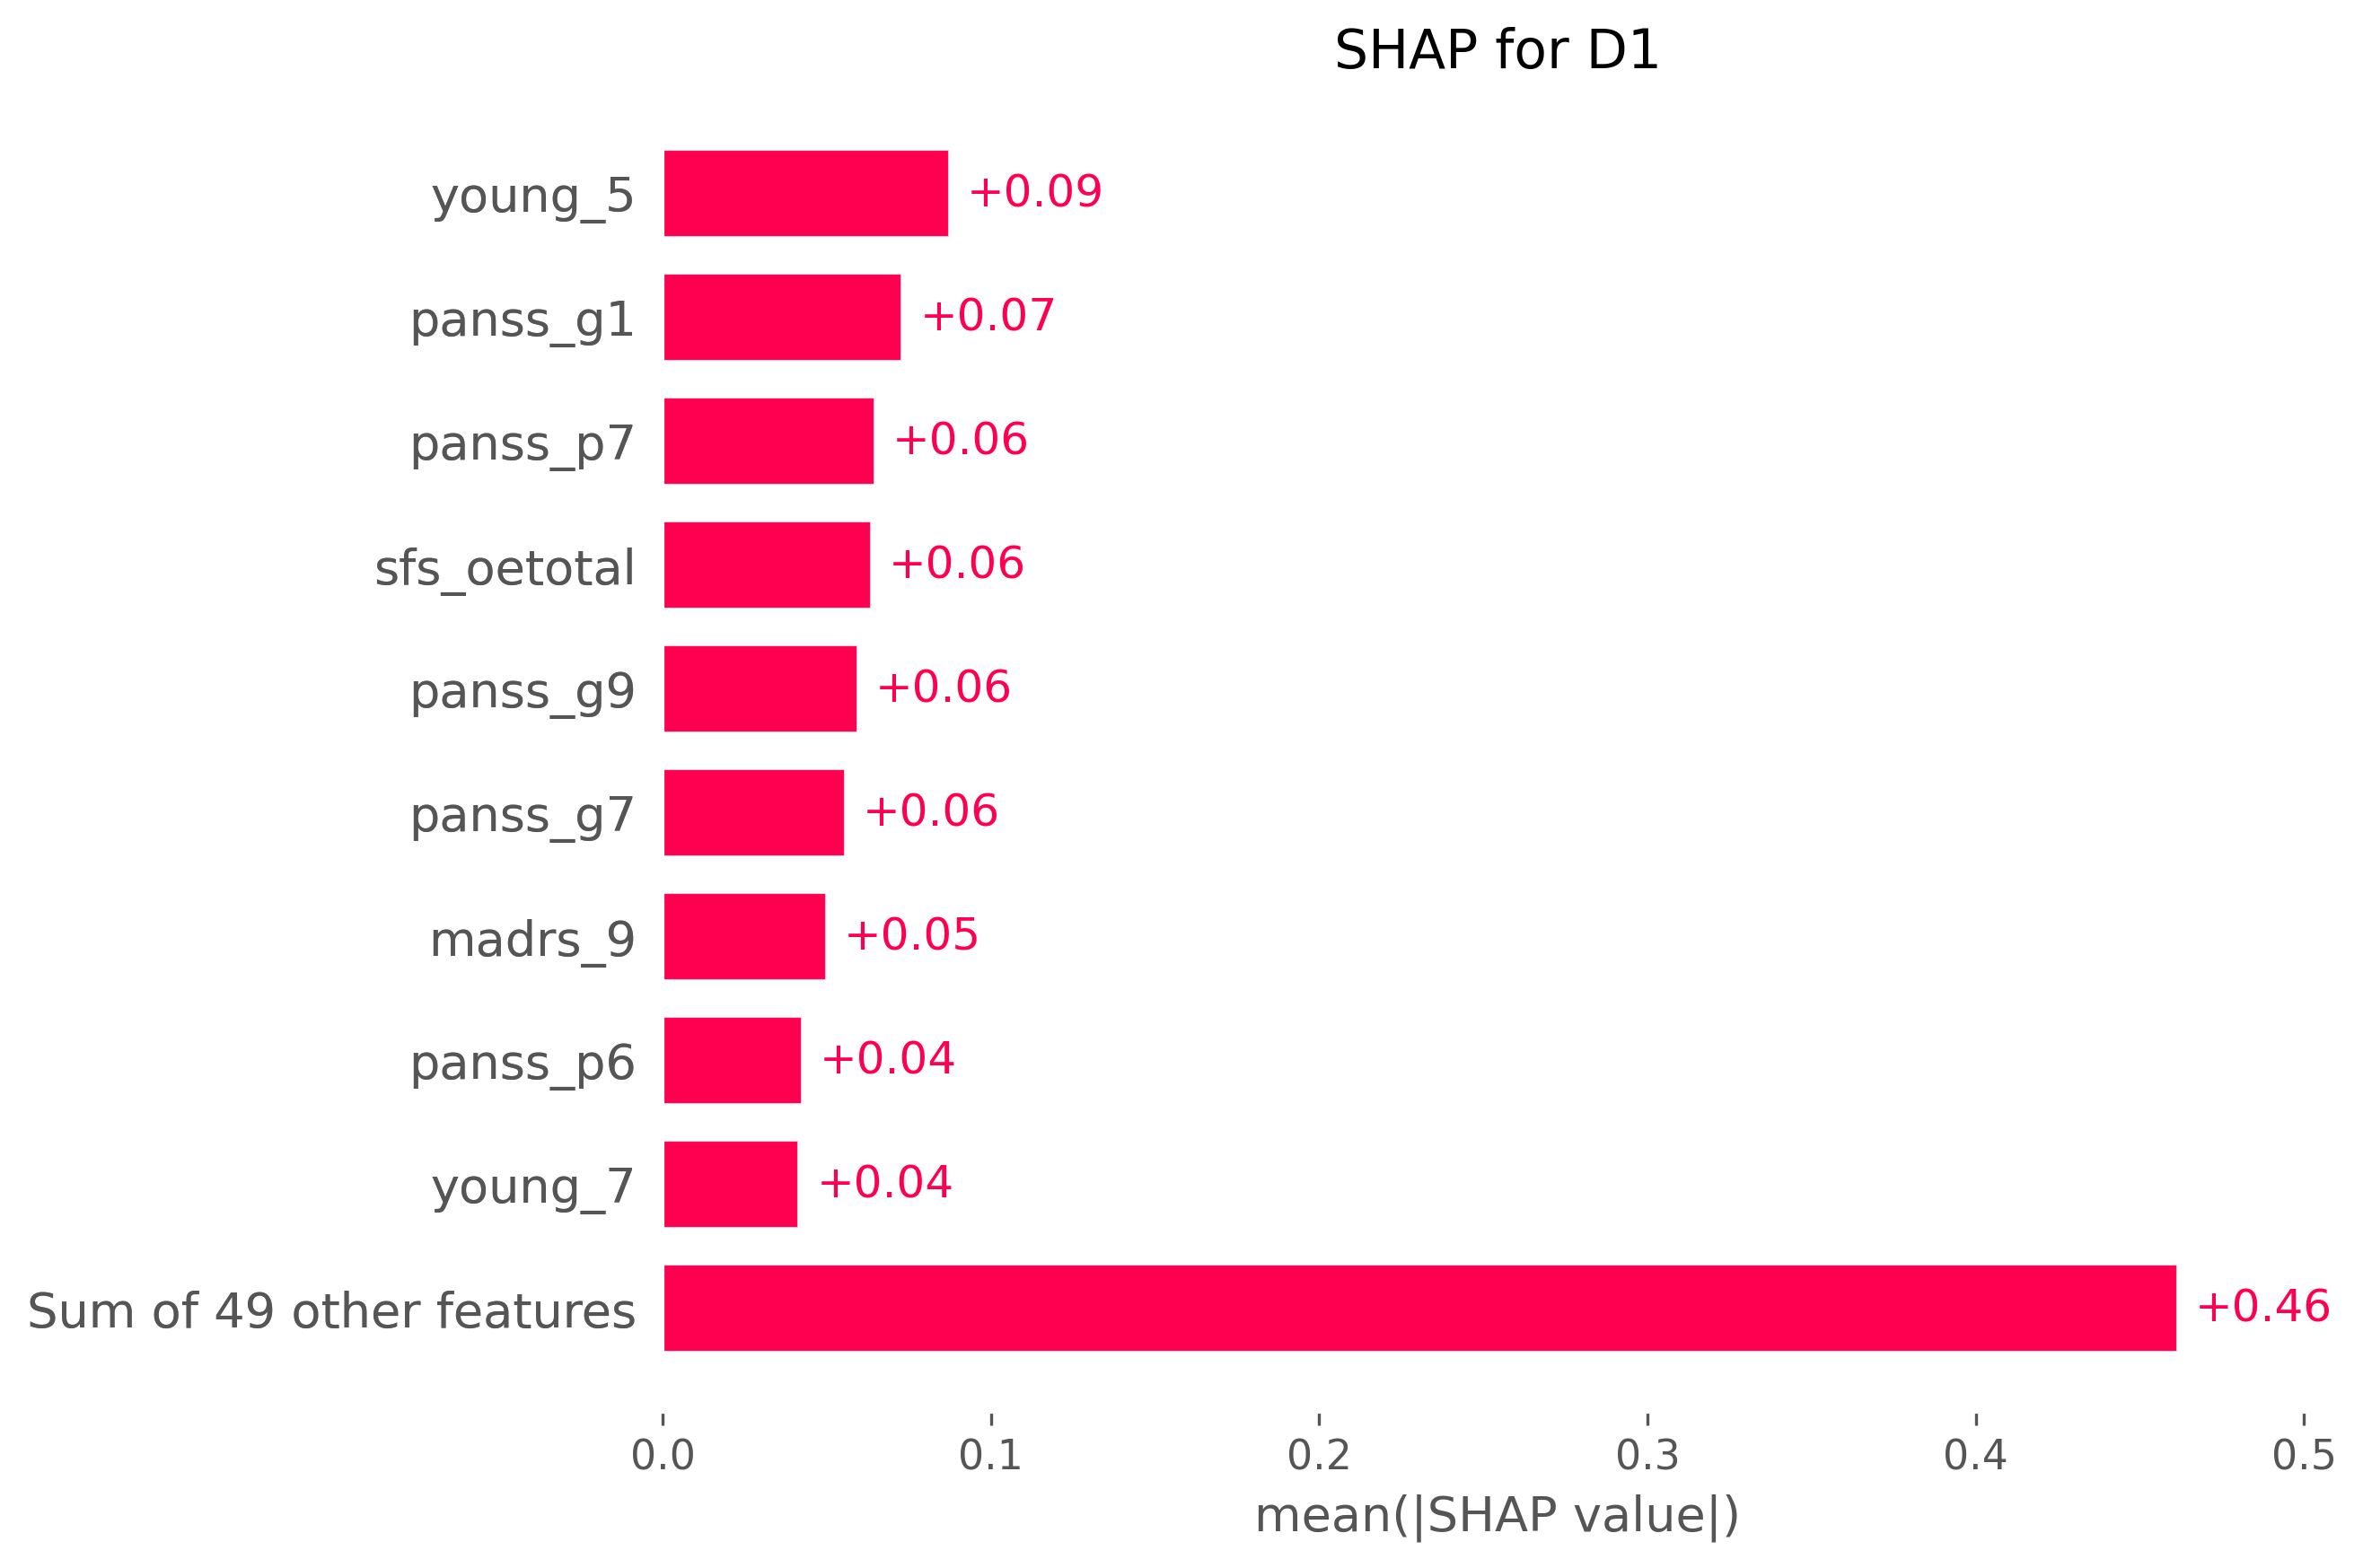 SHAP for D1
young_5 +0.09
panss_g1 +0.07
panss_p7 +0.06
sfs_oetotal +0.06
panss_g9 +0.06
panss_g7 +0.06
madrs_9 +0.05
panss_p6 +0.04
young_7 +0.04
Sum of 49 other features +0.46
0.0 0.1 0.2 0.3 0.4 0.5
mean(|SHAP value|)